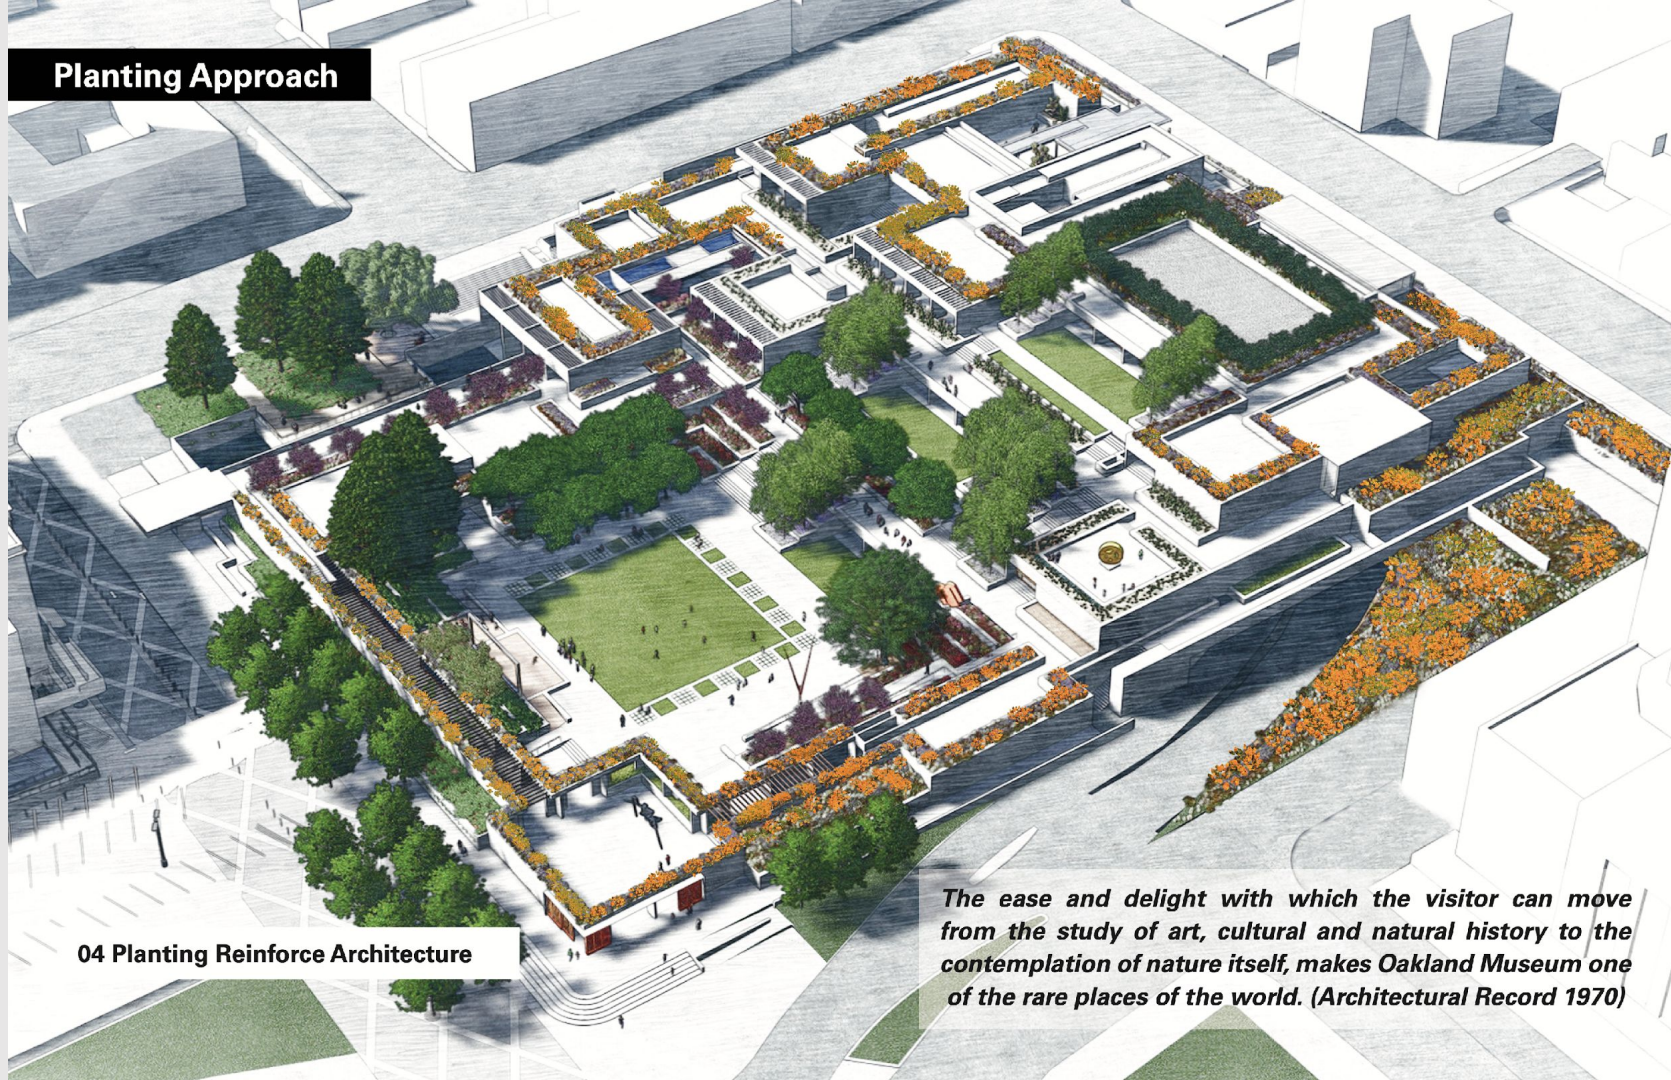 Planting Approach
04 Planting Reinforce Architecture
The ease and delight with which the visitor can move
from the study of art, cultural and natural history to the
contemplation of nature itself, makes Oakland Museum one
of the rare places of the world. (Architectural Record 1970)